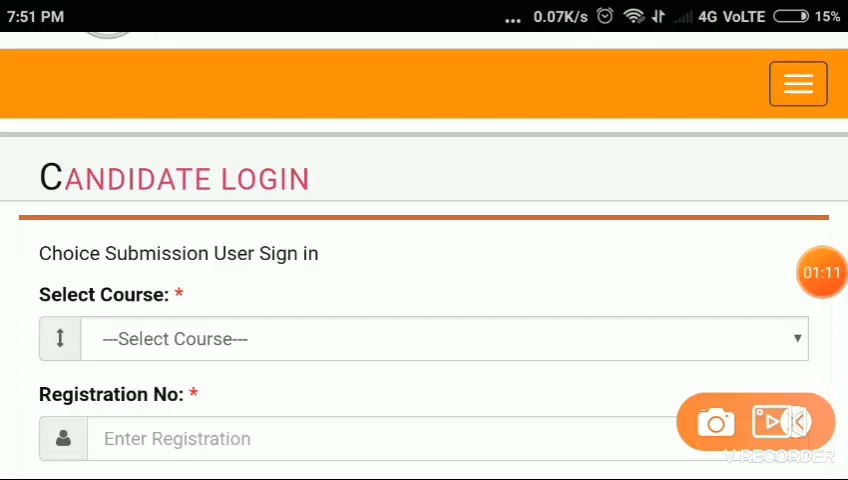 7:51 PM ... 0.07K/s 4G VoLTE 15%
CANDIDATE LOGIN
Choice Submission User Sign in
01:11
Select Course: *
---Select Course---
Registration No: *
Enter Registration
V RECORDER